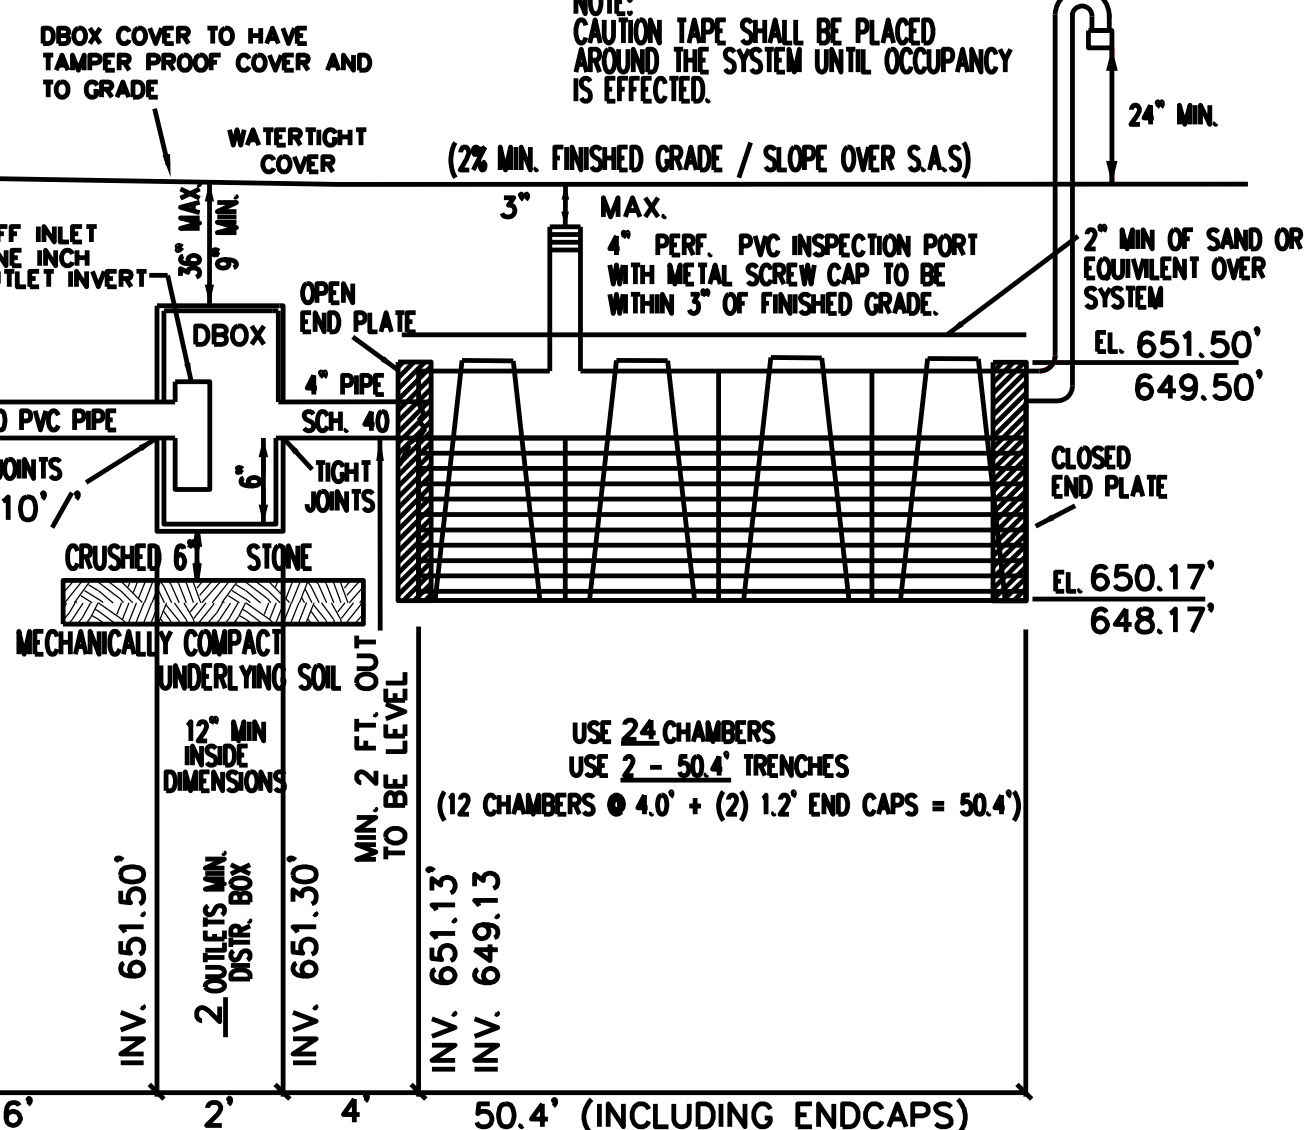 NOTE:
CAUTION TAPE SHALL BE PLACED
AROUND THE SYSTEM UNTIL OCCUPANCY
IS EFFECTED.
DBOX COVER TO HAVE
TAMPER PROOF COVER AND
TO GRADE
WATERTIGHT
COVER
(2% MIN. FINISHED GRADE / SLOPE OVER S.A.S)
24" MIN.
36" MAX.
9" MIN.
3" MAX.
4" PERF. PVC INSPECTION PORT
WITH METAL SCREW CAP TO BE
WITHIN 3" OF FINISHED GRADE.
2" MIN OF SAND OR
EQUIVILENT OVER
SYSTEM
INLET
INCH
INVERT
OPEN
END PLATE
DBOX
EL. 651.50'
649.50'
4" PIPE
SCH. 40
PVC PIPE
JOINTS
10' /'
6"
TIGHT
JOINTS
CLOSED
END PLATE
CRUSHED 6" STONE
EL. 650.17'
648.17'
MECHANICALLY COMPACT
UNDERLYING SOIL
12" MIN
INSIDE
DIMENSIONS
MIN. 2 FT. OUT
TO BE LEVEL
USE 24 CHAMBERS
USE 2 - 50.4' TRENCHES
(12 CHAMBERS @ 4.0' + (2) 1.2' END CAPS = 50.4')
INV. 651.50'
2 OUTLETS MIN.
DISTR. BOX
INV. 651.30'
INV. 651.13'
INV. 649.13
6'
2'
4'
50.4' (INCLUDING ENDCAPS)